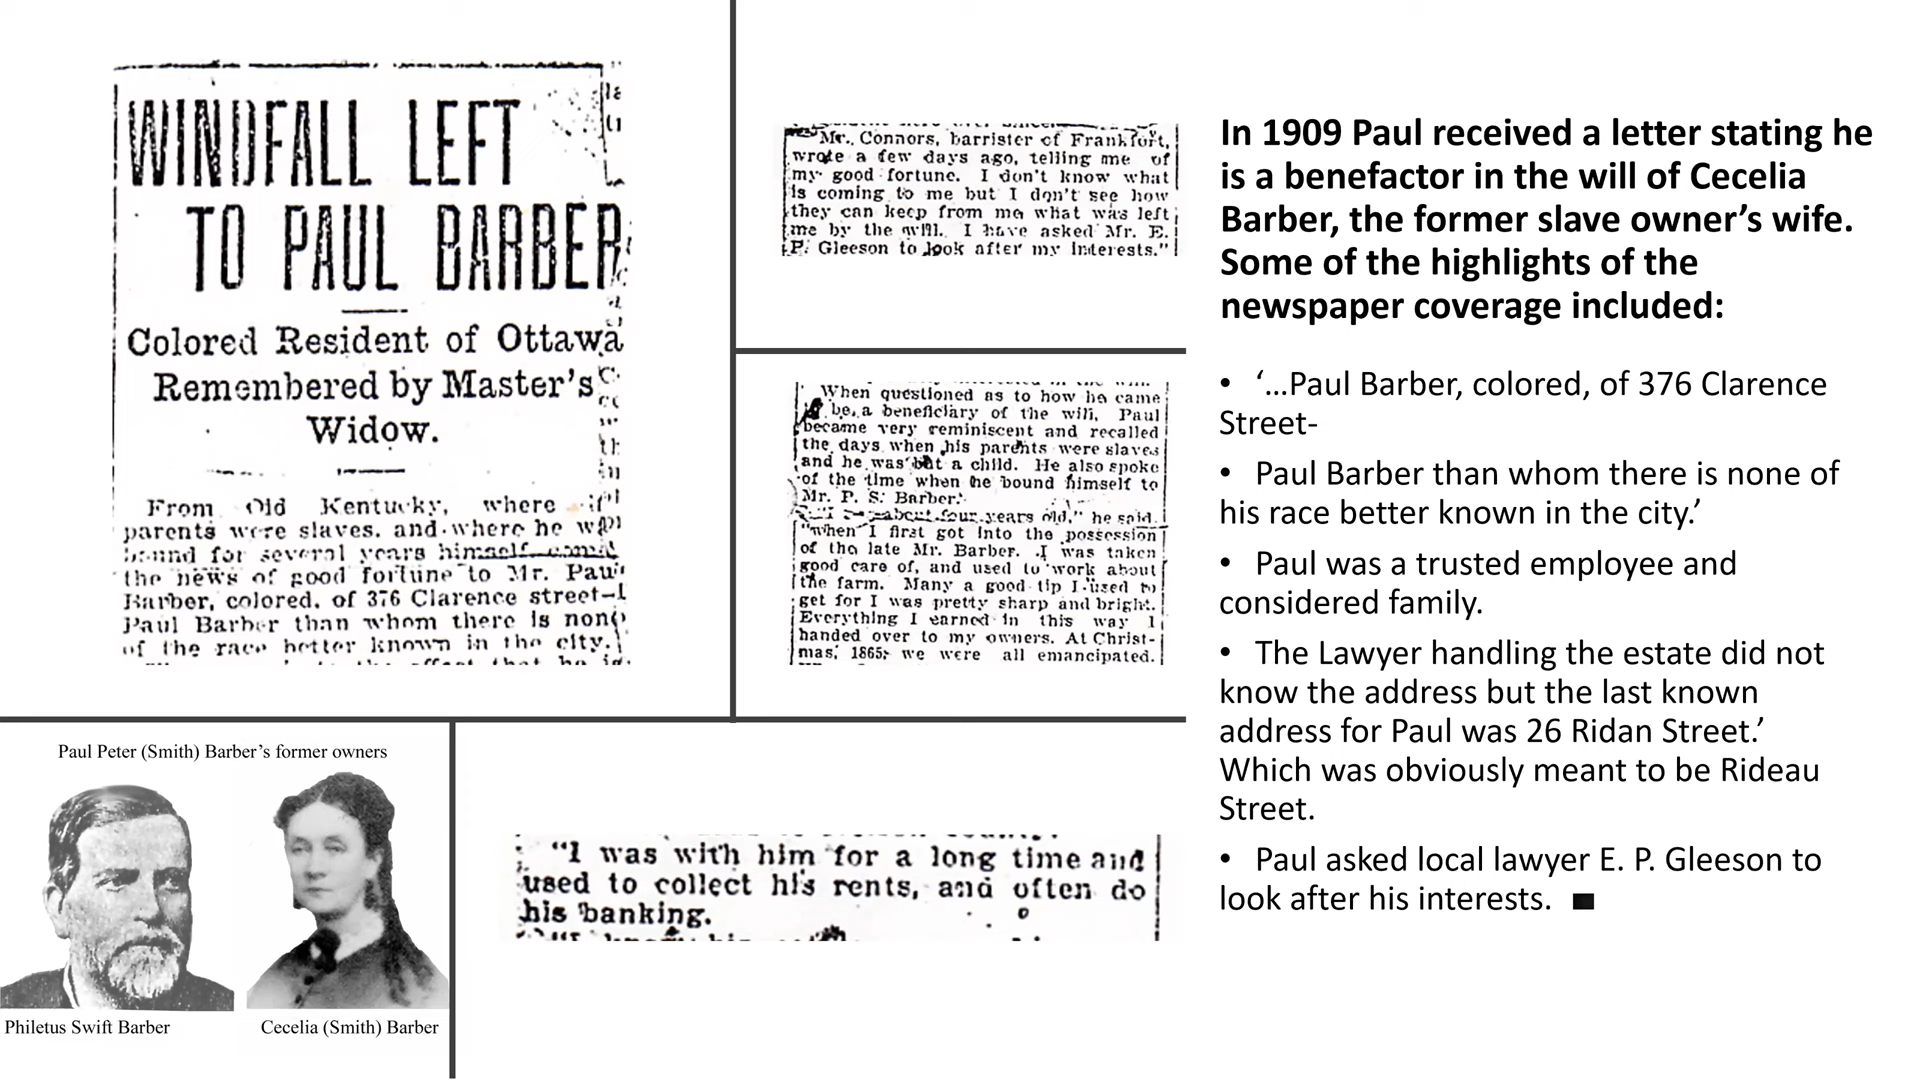 WINDFALL LEFT
TO PAUL BARBER
Colored Resident of Ottawa
Remembered by Master's
Widow.
From Old Kentucky, where
parents were slaves, and where he
bound for several years himself
the news of good fortune to Mr. Paul
Barber, colored, of 376 Clarence street—
Paul Barber than whom there is none
of the race better known in the city.
Mr. Connors, barrister of Frankfort,
wrote a few days ago, telling me of
my good fortune. I don't know what
is coming to me but I don't see how
they can keep from me what was left
me by the will. I have asked Mr. E.
P. Gleeson to look after my interests."
When questioned as to how he came
be a beneficiary of the will, Paul
became very reminiscent and recalled
the days when his parents were slaves
and he was but a child. He also spoke
of the time when he bound himself to
Mr. P. S. Barber.
about four years old," he said,
"when I first got into the possession
of the late Mr. Barber. I was taken
good care of, and used to work about
the farm. Many a good tip I used to
get for I was pretty sharp and bright.
Everything I earned in this way I
handed over to my owners. At Christ-
mas, 1865, we were all emancipated.
Paul Peter (Smith) Barber's former owners
Philetus Swift Barber
Cecelia (Smith) Barber
"I was with him for a long time and
used to collect his rents, and often do
his banking.
In 1909 Paul received a letter stating he
is a benefactor in the will of Cecelia
Barber, the former slave owner's wife.
Some of the highlights of the
newspaper coverage included:
• '…Paul Barber, colored, of 376 Clarence
Street-
• Paul Barber than whom there is none of
his race better known in the city.'
• Paul was a trusted employee and
considered family.
• The Lawyer handling the estate did not
know the address but the last known
address for Paul was 26 Ridan Street.'
Which was obviously meant to be Rideau
Street.
• Paul asked local lawyer E. P. Gleeson to
look after his interests. ■